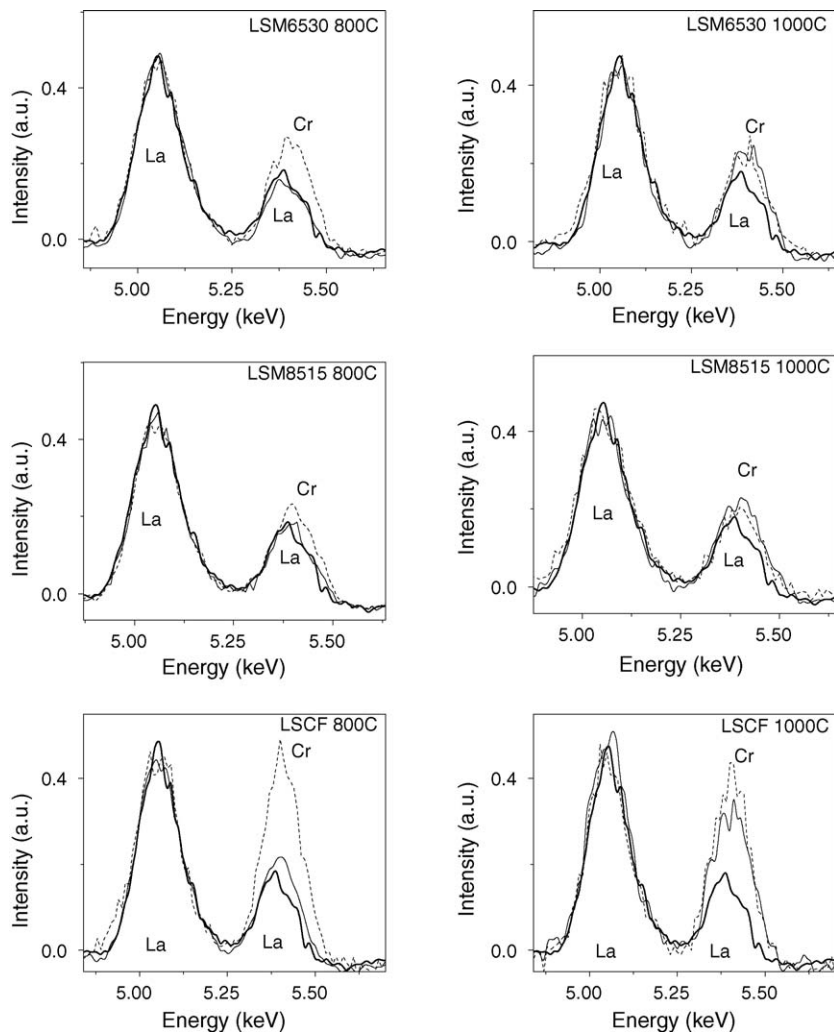 LSM6530 800C
Intensity (a.u.)
0.4
0.0
La
Cr
La
5.00 5.25 5.50
Energy (keV)
LSM6530 1000C
Intensity (a.u.)
0.4
0.0
La
Cr
La
5.00 5.25 5.50
Energy (keV)
LSM8515 800C
Intensity (a.u.)
0.4
0.0
La
Cr
La
5.00 5.25 5.50
Energy (keV)
LSM8515 1000C
Intensity (a.u.)
0.4
0.0
La
Cr
La
5.00 5.25 5.50
Energy (keV)
LSCF 800C
Intensity (a.u.)
0.4
0.0
Cr
La
La
5.00 5.25 5.50
Energy (keV)
LSCF 1000C
Intensity (a.u.)
0.4
0.0
Cr
La
La
5.00 5.25 5.50
Energy (keV)